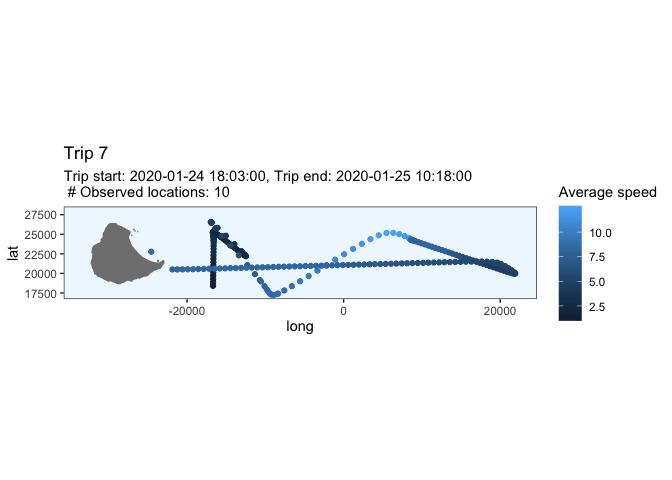 Trip 7
Trip start: 2020-01-24 18:03:00, Trip end: 2020-01-25 10:18:00
# Observed locations: 10
Average speed
10.0
7.5
5.0
2.5
lat
27500
25000
22500
20000
17500
-20000 0 20000
long